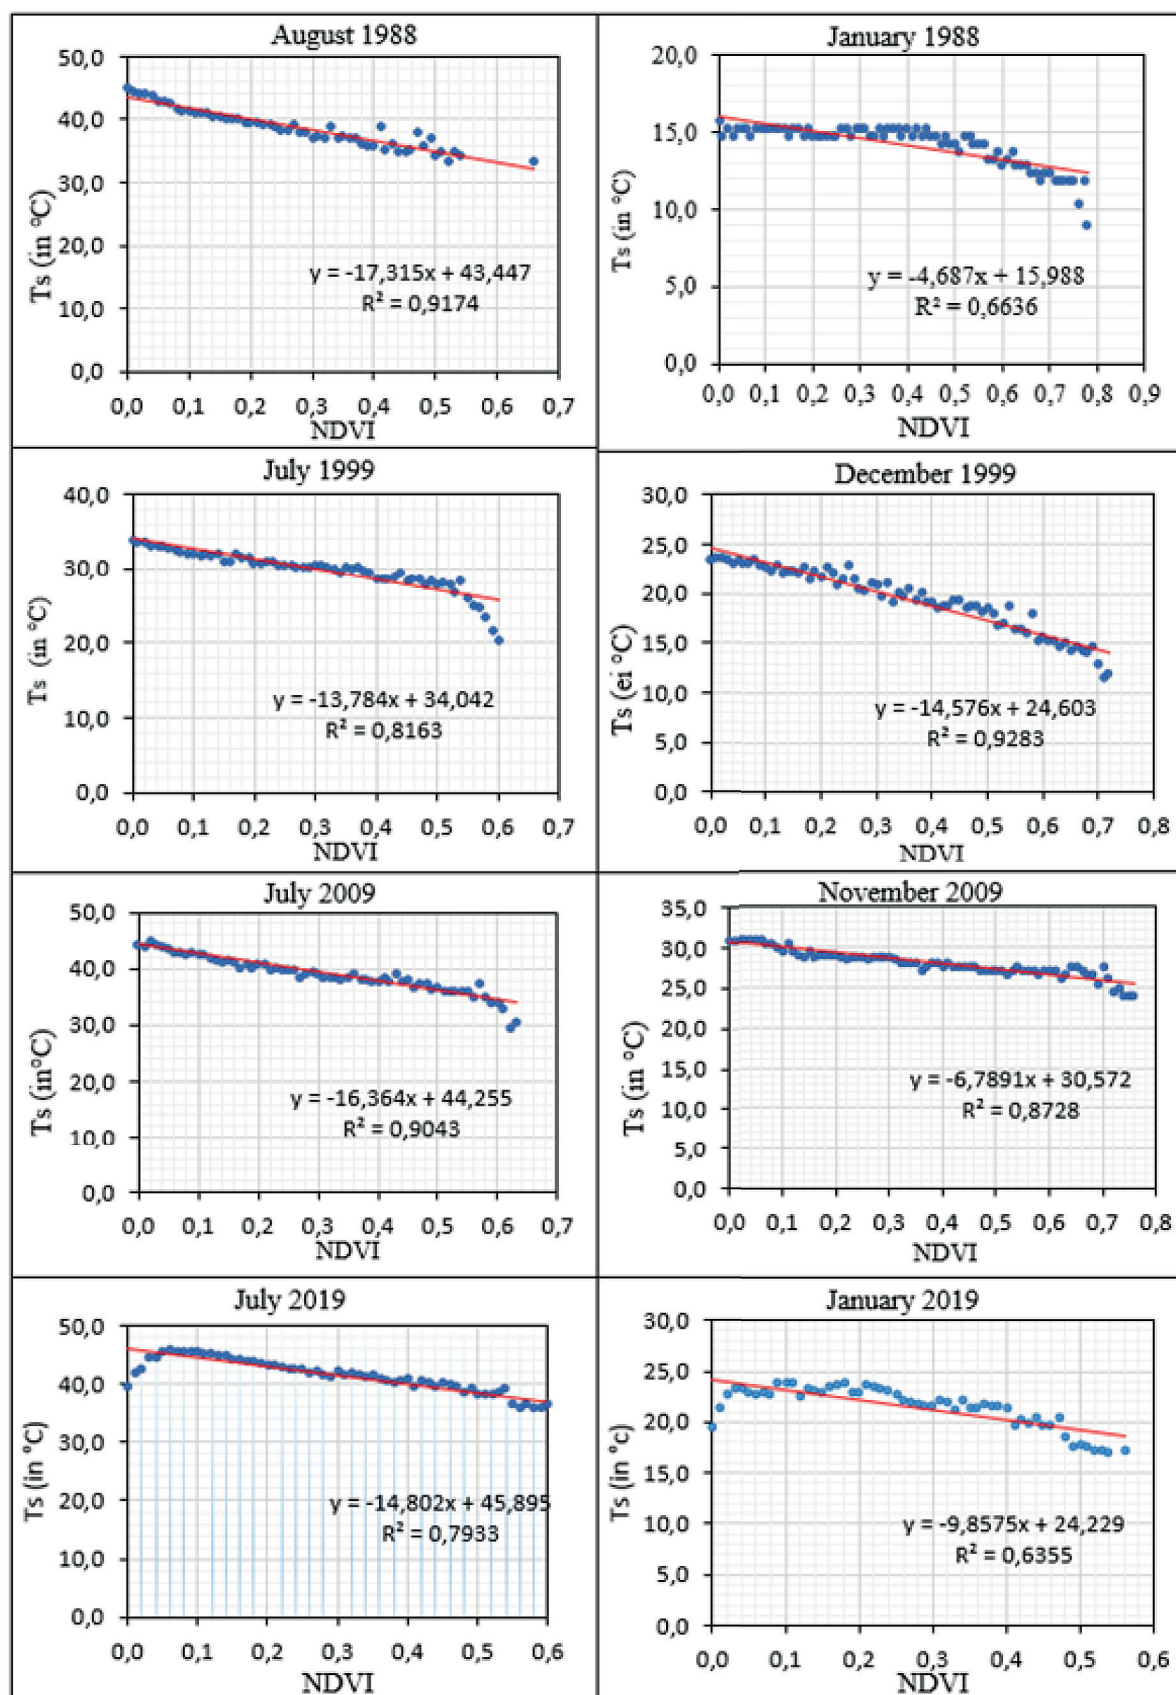 August 1988
50,0
40,0
30,0
20,0
10,0
0,0
Ts (in °C)
y = -17,315x + 43,447
R² = 0,9174
0,0 0,1 0,2 0,3 0,4 0,5 0,6 0,7
NDVI
January 1988
20,0
15,0
10,0
5,0
0,0
Ts (in °C)
y = -4,687x + 15,988
R² = 0,6636
0,0 0,1 0,2 0,3 0,4 0,5 0,6 0,7 0,8 0,9
NDVI
July 1999
40,0
30,0
20,0
10,0
0,0
Ts (in °C)
y = -13,784x + 34,042
R² = 0,8163
0,0 0,1 0,2 0,3 0,4 0,5 0,6 0,7
NDVI
December 1999
30,0
25,0
20,0
15,0
10,0
5,0
0,0
Ts (ei °C)
y = -14,576x + 24,603
R² = 0,9283
0,0 0,1 0,2 0,3 0,4 0,5 0,6 0,7 0,8
NDVI
July 2009
50,0
40,0
30,0
20,0
10,0
0,0
Ts (in°C)
y = -16,364x + 44,255
R² = 0,9043
0,0 0,1 0,2 0,3 0,4 0,5 0,6 0,7
NDVI
November 2009
35,0
30,0
25,0
20,0
15,0
10,0
5,0
0,0
Ts (in °C)
y = -6,7891x + 30,572
R² = 0,8728
0,0 0,1 0,2 0,3 0,4 0,5 0,6 0,7 0,8
NDVI
July 2019
50,0
40,0
30,0
20,0
10,0
0,0
Ts (in °C)
y = -14,802x + 45,895
R² = 0,7933
0,0 0,1 0,2 0,3 0,4 0,5 0,6
NDVI
January 2019
30,0
25,0
20,0
15,0
10,0
5,0
0,0
Ts (in °c)
y = -9,8575x + 24,229
R² = 0,6355
0,0 0,1 0,2 0,3 0,4 0,5 0,6
NDVI